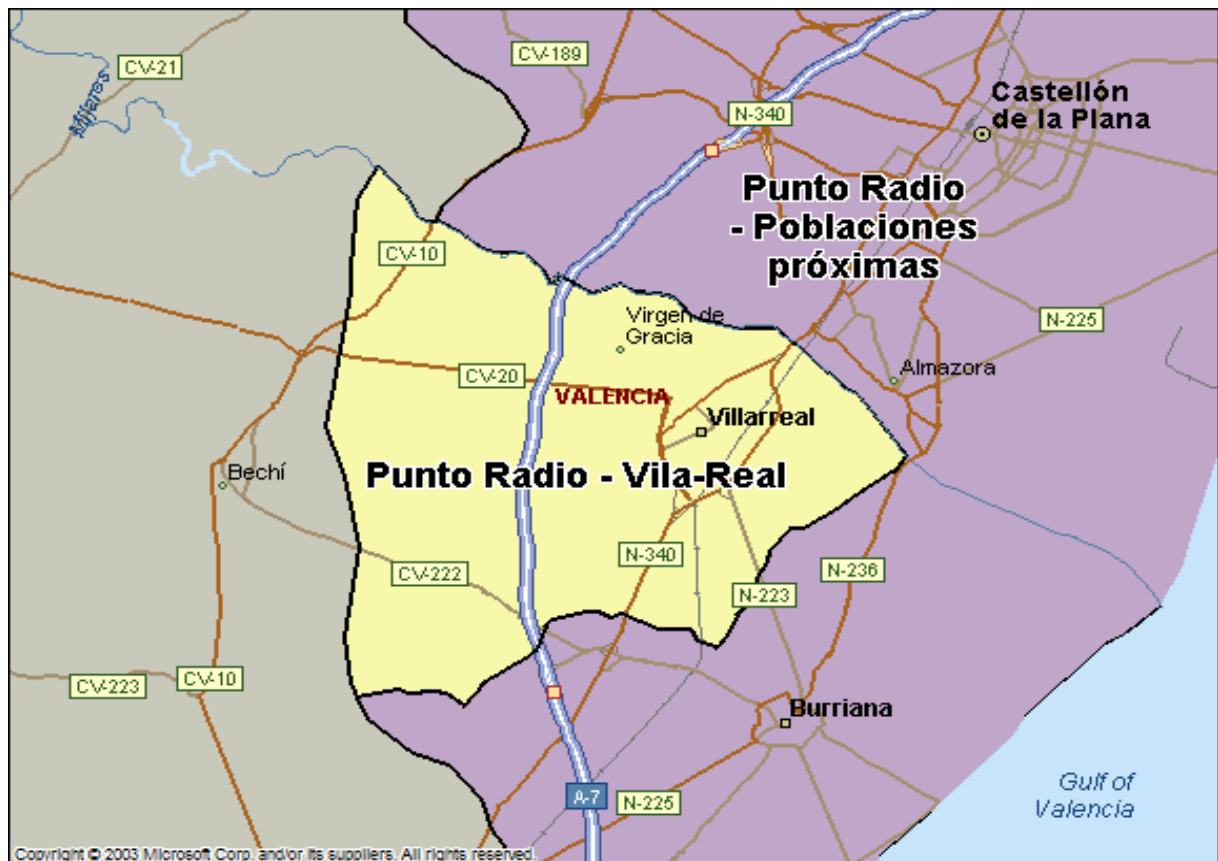 CV-21
CV-189
Mijares
N-340
Castellón
de la Plana
Punto Radio
- Poblaciones
próximas
CV-10
Virgen de
Gracia
N-225
CV-20
Almazora
VALENCIA
Villarreal
Bechí
Punto Radio - Vila-Real
N-340
N-236
CV-222
N-223
CV-223
CV-10
Burriana
Gulf of
Valencia
A-7
N-225
Copyright © 2003 Microsoft Corp. and/or its suppliers. All rights reserved.